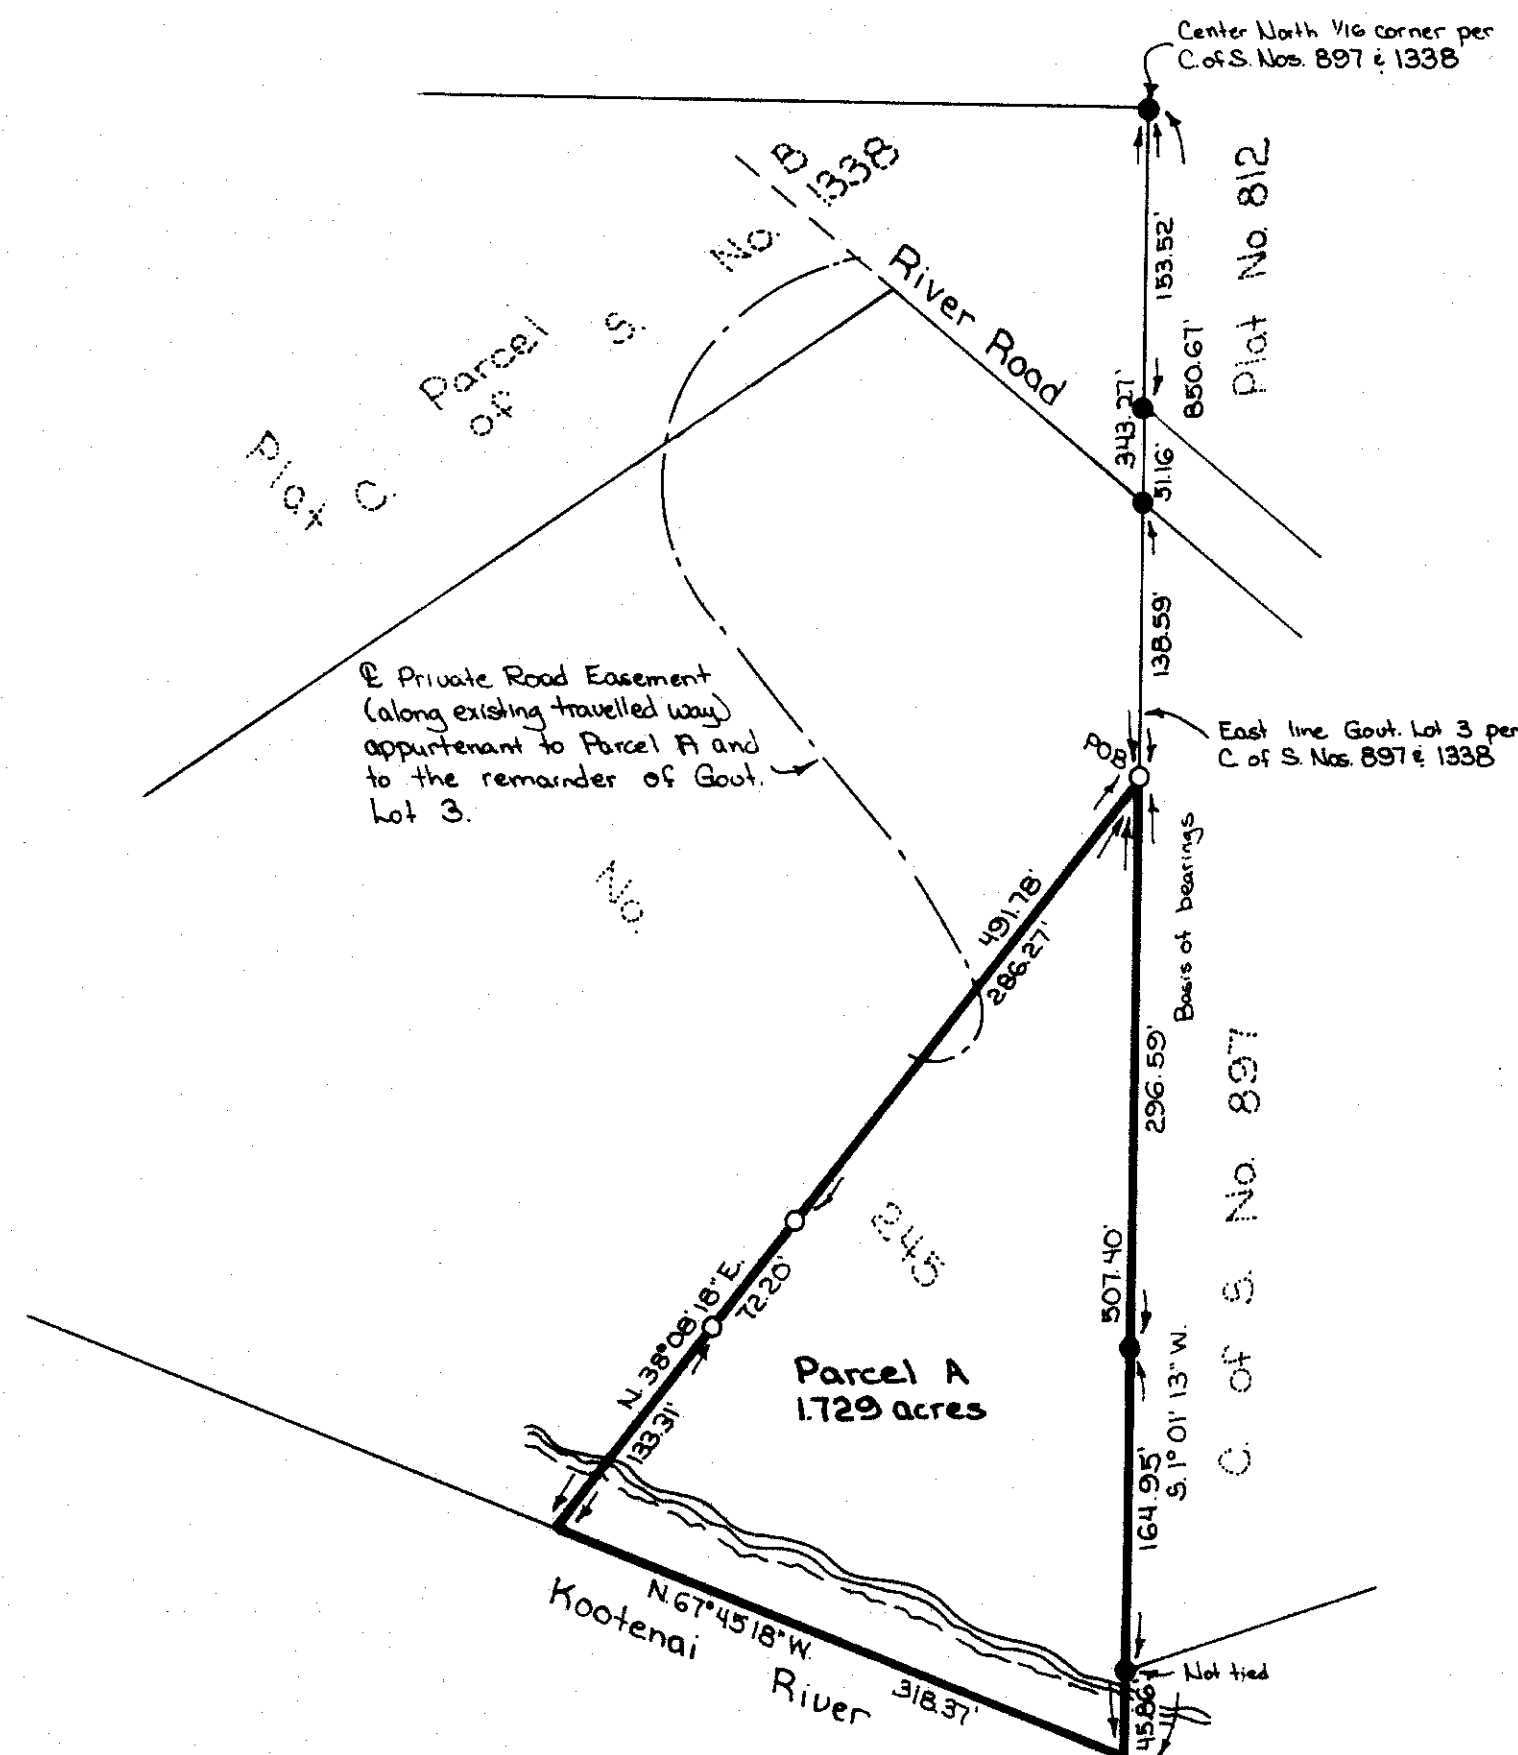 Center North 1/16 corner per
C. of S. Nos. 897 & 1338
B
1338
No.
S.
Parcel
of
Plat C.
River Road
153.52'
850.67'
343.27'
51.16'
138.59'
Plat No. 812
℄ Private Road Easement
(along existing travelled way)
appurtenant to Parcel A and
to the remainder of Govt.
Lot 3.
East line Govt. Lot 3 per
C. of S. Nos. 897 & 1338
POB
No.
491.78'
286.27'
Basis of bearings
296.59'
245
507.40'
C. of S. No. 897
N. 38°08'18" E.
72.20'
133.31'
Parcel A
1.729 acres
S. 1°01'13" W.
164.95'
N. 67°45'18" W.
318.37'
Kootenai
River
Not tied
45.86'